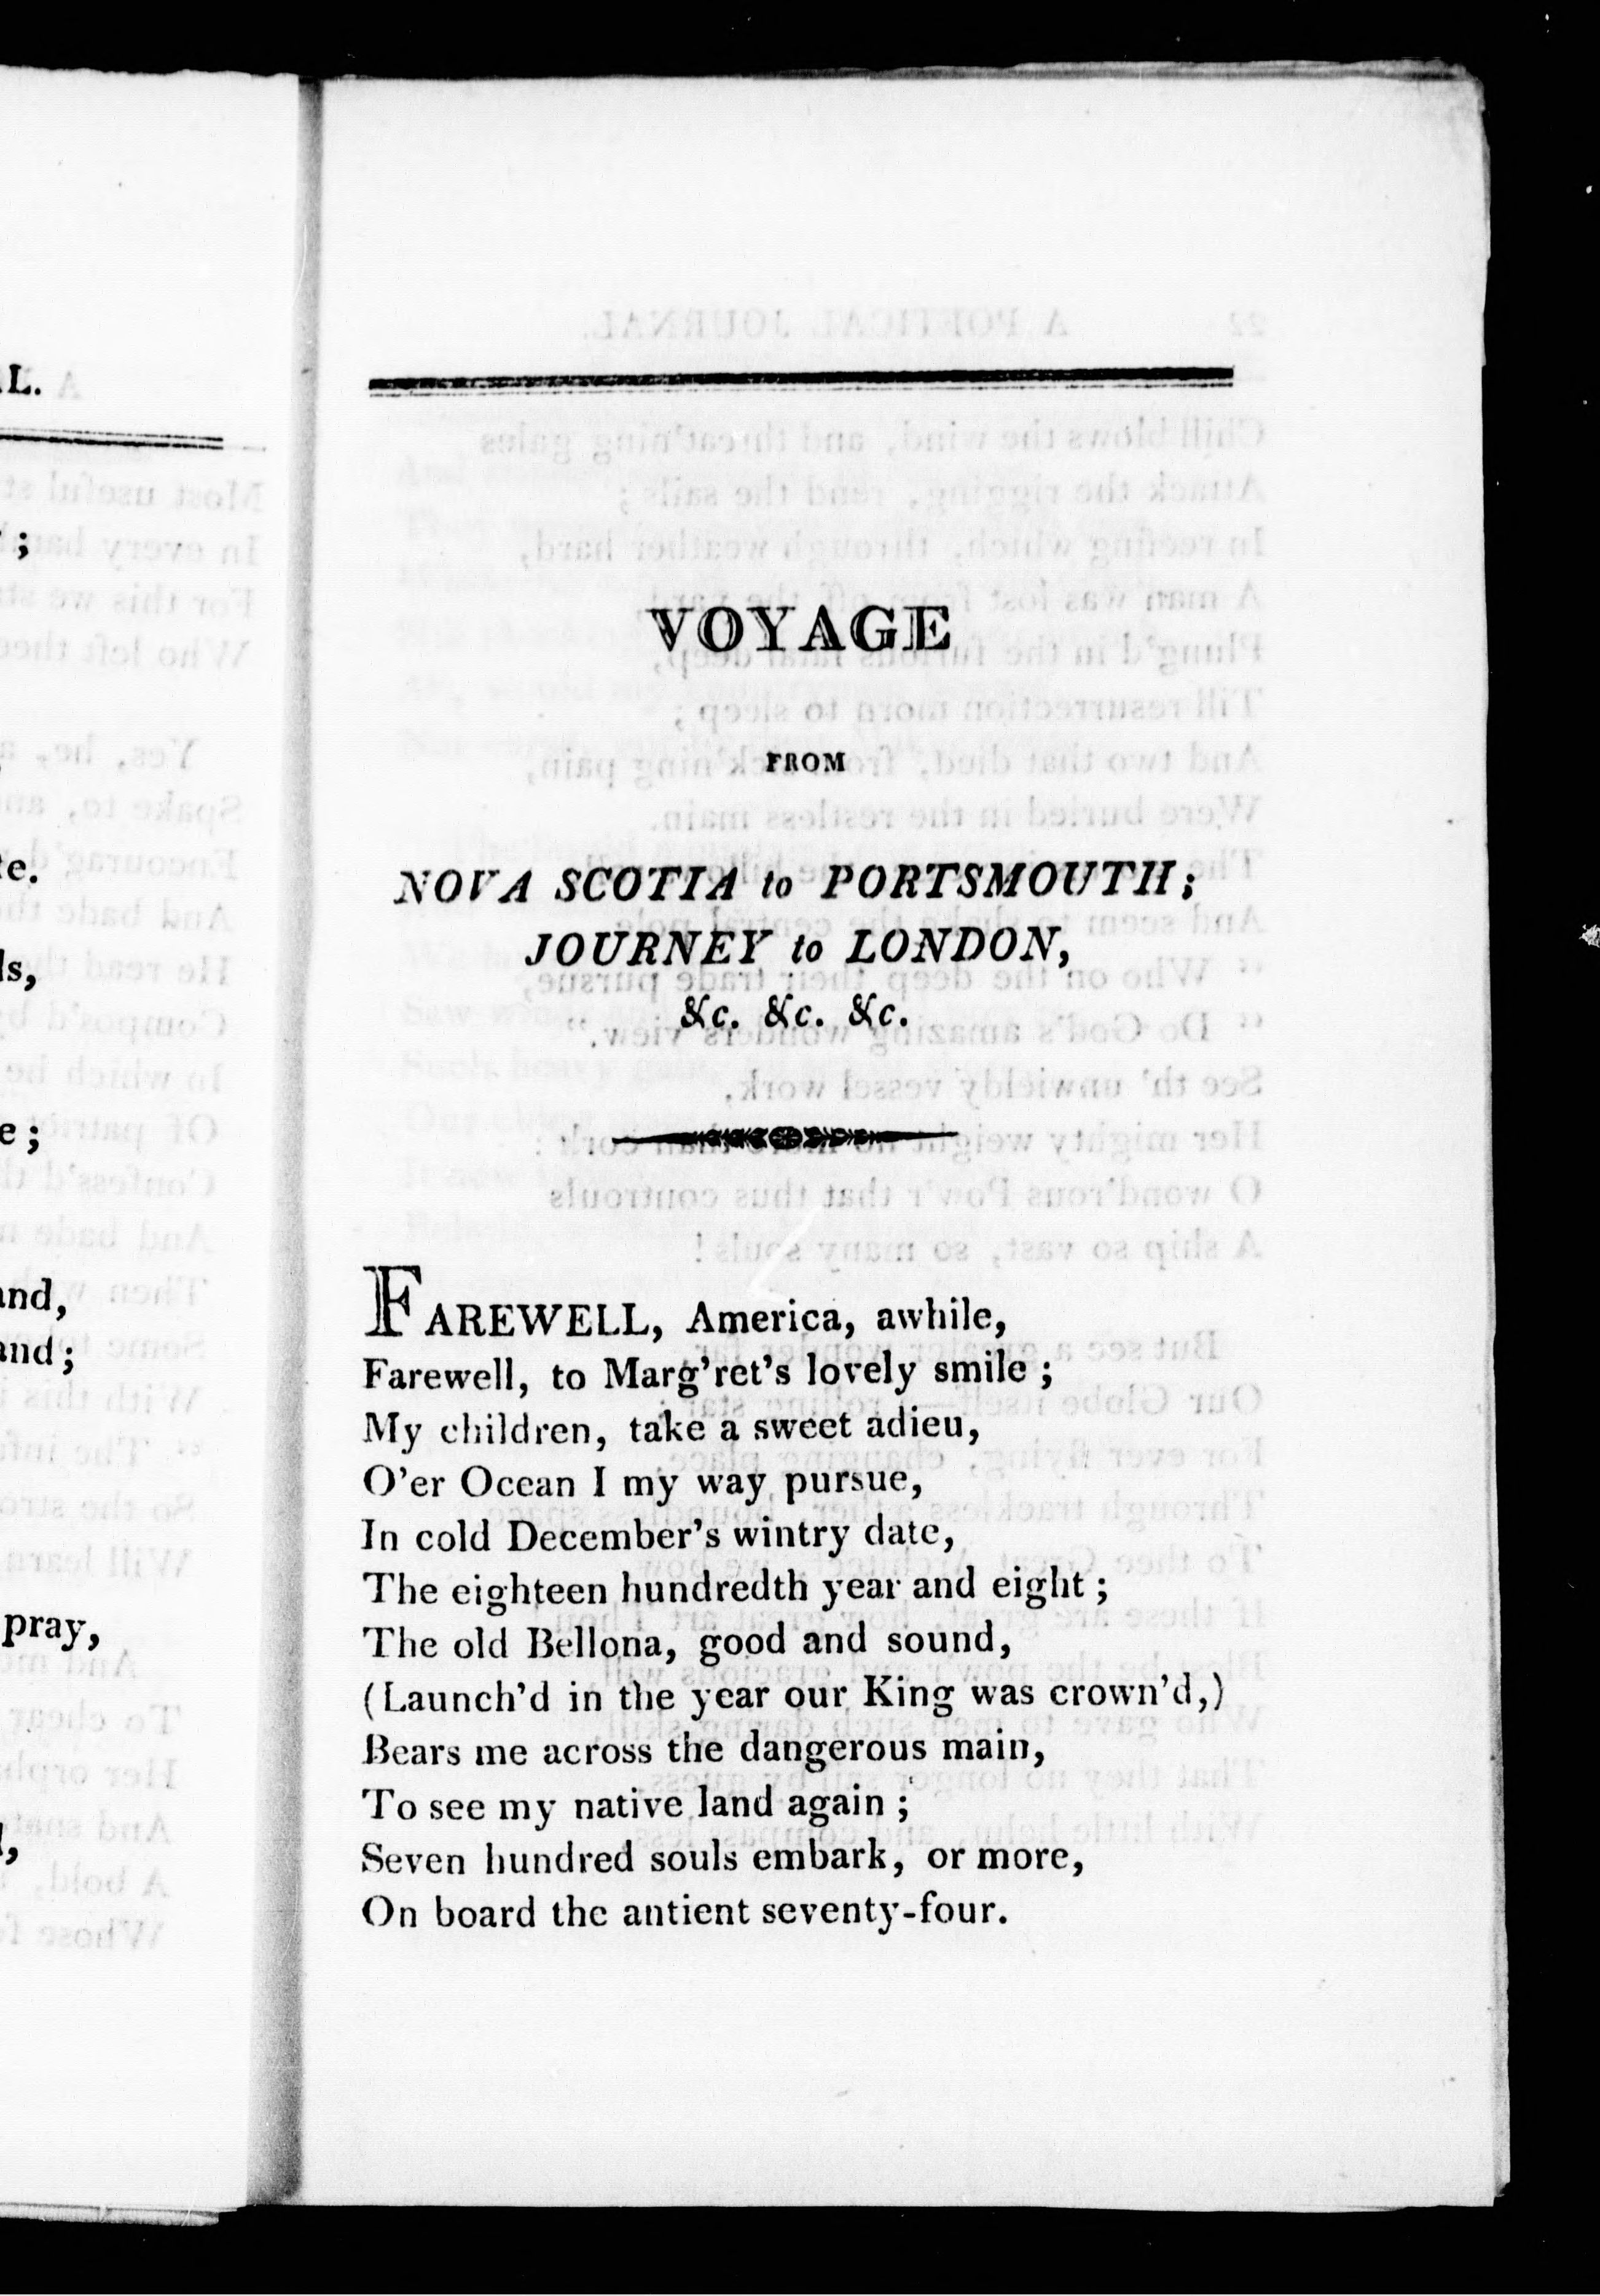 VOYAGE
FROM
NOVA SCOTIA to PORTSMOUTH;
JOURNEY to LONDON,
&c. &c. &c.
FAREWELL, America, awhile,
Farewell, to Marg'ret's lovely smile;
My children, take a sweet adieu,
O'er Ocean I my way pursue,
In cold December's wintry date,
The eighteen hundredth year and eight;
The old Bellona, good and sound,
(Launch'd in the year our King was crown'd,)
Bears me across the dangerous main,
To see my native land again;
Seven hundred souls embark, or more,
On board the antient seventy-four.